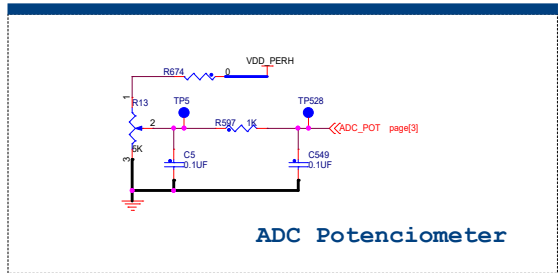 VDD_PERH
R674 0
1
R13 TP5 TP528
2 R597 1K ADC_POT page[3]
5K
3 C5 C549
0.1UF 0.1UF
ADC Potenciometer